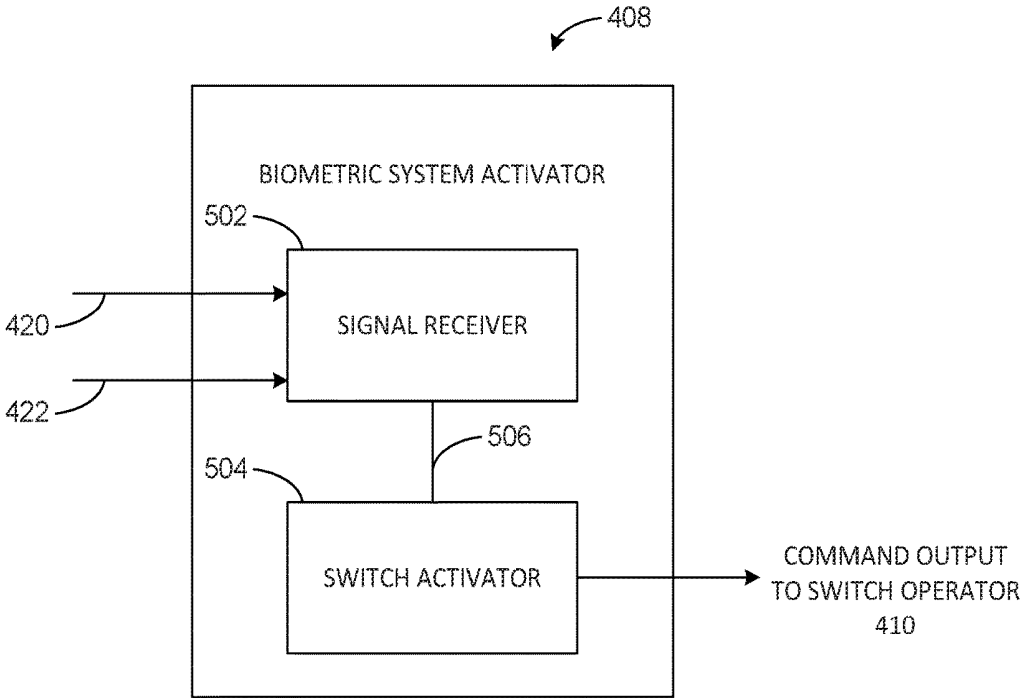 408
BIOMETRIC SYSTEM ACTIVATOR
502
SIGNAL RECEIVER
420
422
506
504
SWITCH ACTIVATOR
COMMAND OUTPUT
TO SWITCH OPERATOR
410